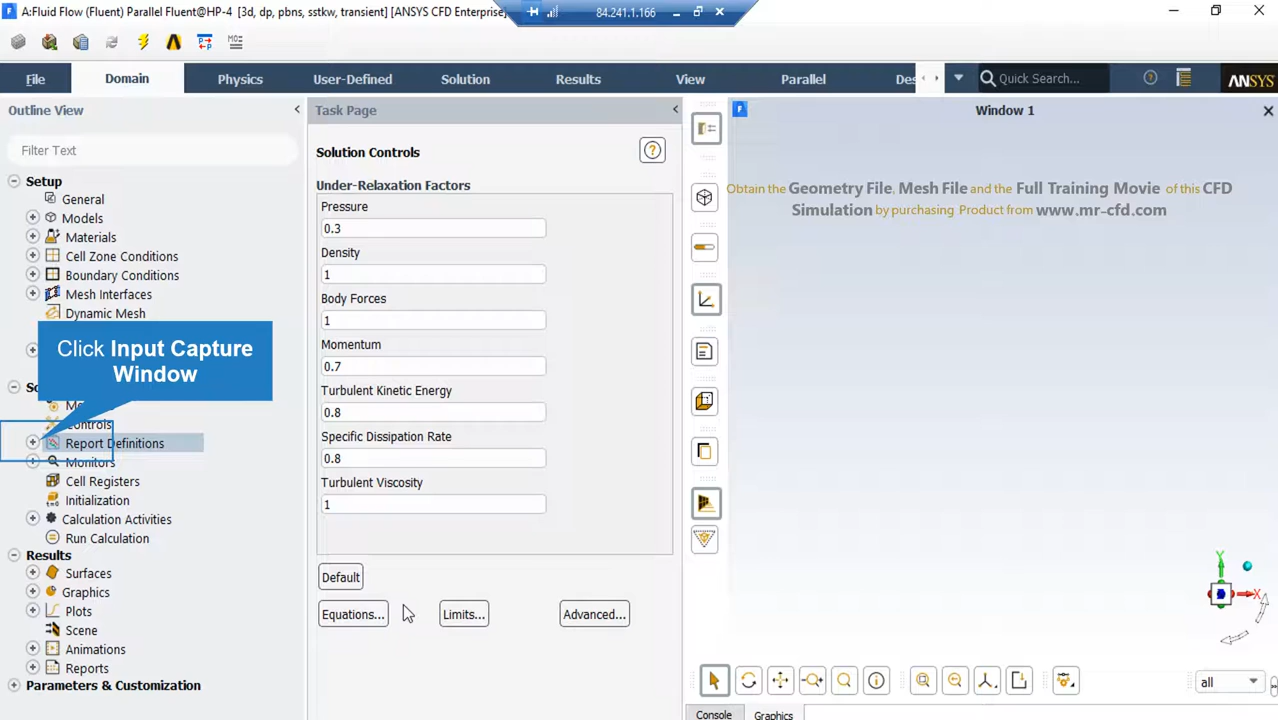 A:Fluid Flow (Fluent) Parallel Fluent@HP-4 [3d, dp, pbns, sstkw, transient] [ANSYS CFD Enterprise]
84.241.1.166
File
Domain
Physics
User-Defined
Solution
Results
View
Parallel
Quick Search...
ANSYS
Outline View
Filter Text
Setup
General
Models
Materials
Cell Zone Conditions
Boundary Conditions
Mesh Interfaces
Dynamic Mesh
Click Input Capture
Window
Controls
Report Definitions
Monitors
Cell Registers
Initialization
Calculation Activities
Run Calculation
Results
Surfaces
Graphics
Plots
Scene
Animations
Reports
Parameters & Customization
Task Page
Solution Controls
Under-Relaxation Factors
Pressure
0.3
Density
1
Body Forces
1
Momentum
0.7
Turbulent Kinetic Energy
0.8
Specific Dissipation Rate
0.8
Turbulent Viscosity
1
Default
Equations...
Limits...
Advanced...
Window 1
Obtain the Geometry File, Mesh File and the Full Training Movie of this CFD
Simulation by purchasing Product from www.mr-cfd.com
Y
X
all
Console
Graphics